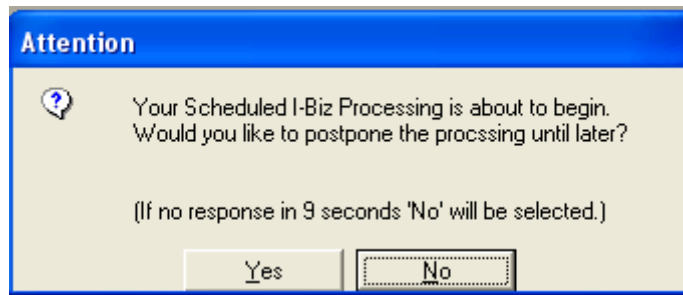 Attention
Your Scheduled I-Biz Processing is about to begin.
Would you like to postpone the procssing until later?
(If no response in 9 seconds 'No' will be selected.)
Yes No